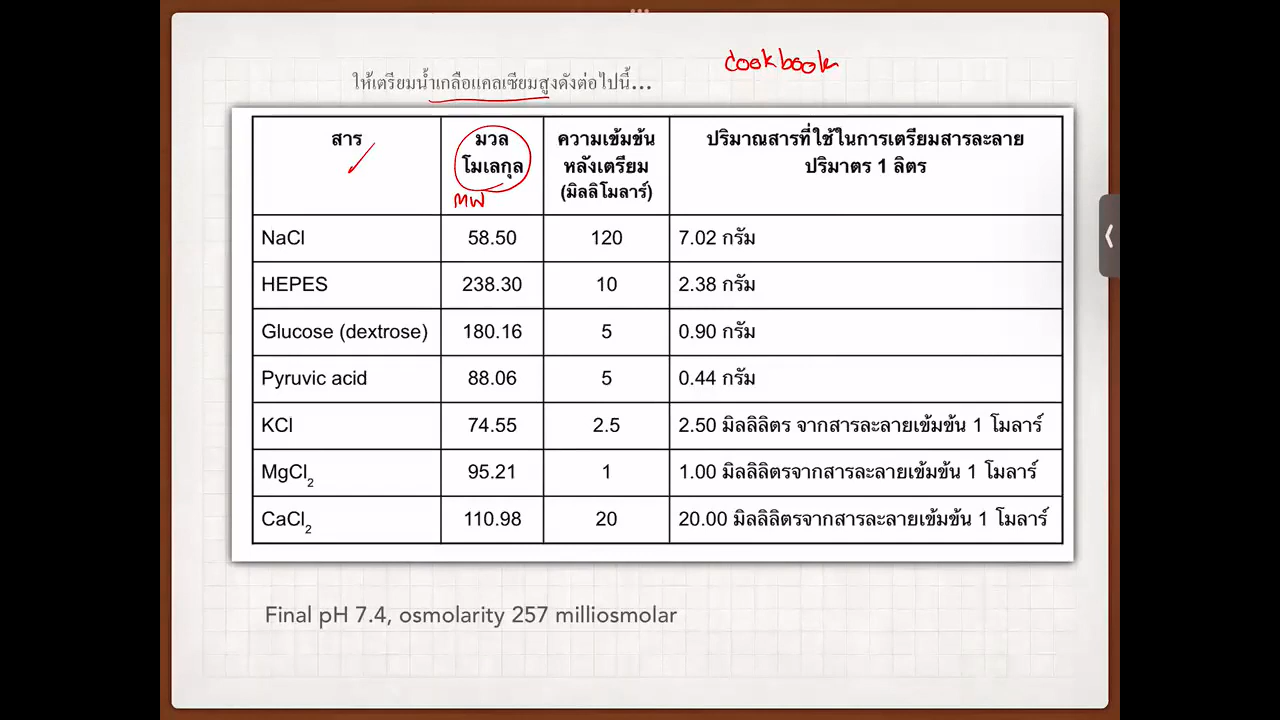 cookbook
ให้เตรียมน้ำเกลือแคลเซียมสูงดังต่อไปนี้...
สาร มวล โมเลกุล ความเข้มข้น หลังเตรียม (มิลลิโมลาร์) ปริมาณสารที่ใช้ในการเตรียมสารละลาย ปริมาตร 1 ลิตร
MW
NaCl 58.50 120 7.02 กรัม
HEPES 238.30 10 2.38 กรัม
Glucose (dextrose) 180.16 5 0.90 กรัม
Pyruvic acid 88.06 5 0.44 กรัม
KCl 74.55 2.5 2.50 มิลลิลิตร จากสารละลายเข้มข้น 1 โมลาร์
MgCl2 95.21 1 1.00 มิลลิลิตรจากสารละลายเข้มข้น 1 โมลาร์
CaCl2 110.98 20 20.00 มิลลิลิตรจากสารละลายเข้มข้น 1 โมลาร์
Final pH 7.4, osmolarity 257 milliosmolar